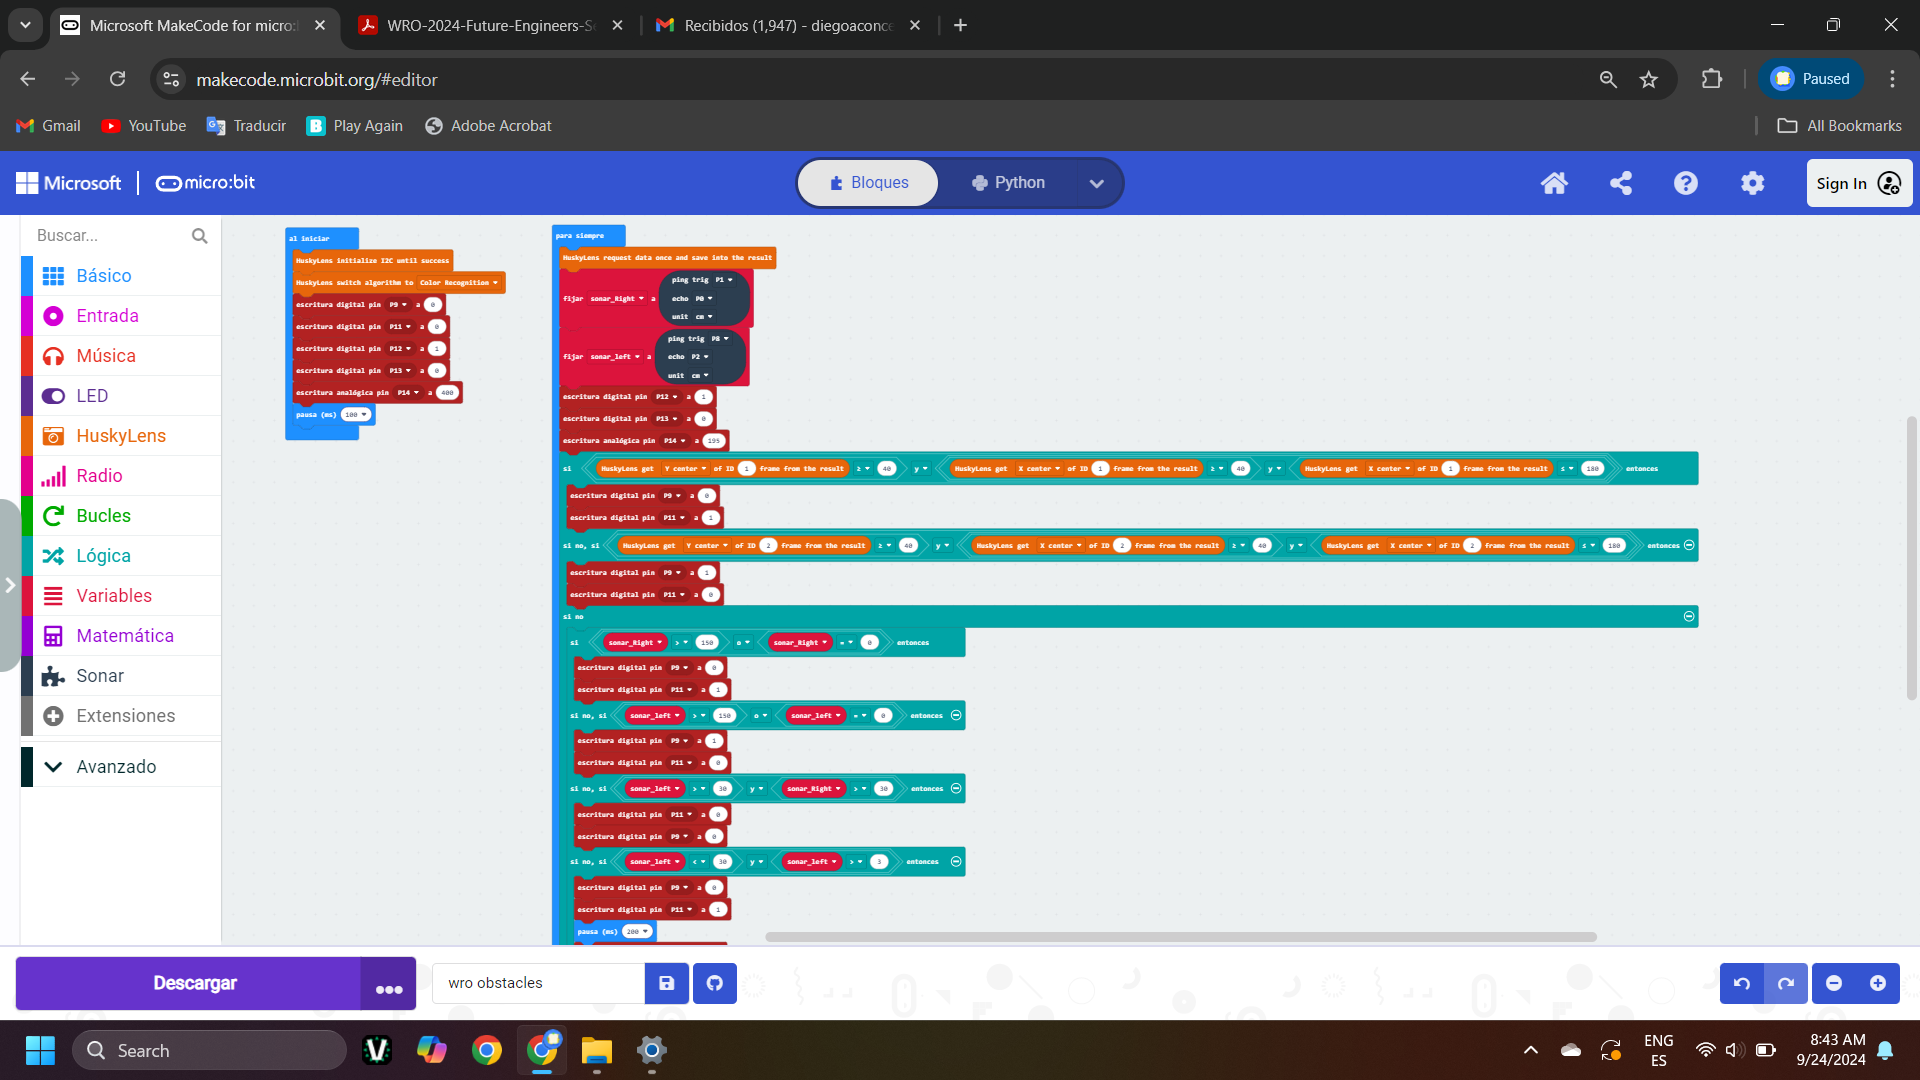 Microsoft MakeCode for micro:
WRO-2024-Future-Engineers-S
Recibidos (1,947) - diegoaconce
makecode.microbit.org/#editor
Paused
Gmail
YouTube
Traducir
Play Again
Adobe Acrobat
All Bookmarks
Microsoft
micro:bit
Bloques
Python
Sign In
Buscar...
Básico
Entrada
Música
LED
HuskyLens
Radio
Bucles
Lógica
Variables
Matemática
Sonar
Extensiones
Avanzado
al iniciar
HuskyLens initialize I2C until success
HuskyLens switch algorithm to Color Recognition
escritura digital pin P9 a 0
escritura digital pin P11 a 0
escritura digital pin P12 a 1
escritura digital pin P13 a 0
escritura analógica pin P14 a 400
pausa (ms) 100
para siempre
HuskyLens request data once and save into the result
fijar sonar_Right a ping trig P1
echo P0
unit cm
fijar sonar_left a ping trig P8
echo P2
unit cm
escritura digital pin P12 a 1
escritura digital pin P13 a 0
escritura analógica pin P14 a 195
si HuskyLens get Y center of ID 1 frame from the result ≥ 40 y HuskyLens get X center of ID 1 frame from the result ≥ 40 y HuskyLens get X center of ID 1 frame from the result ≤ 180 entonces
escritura digital pin P9 a 0
escritura digital pin P11 a 1
si no, si HuskyLens get Y center of ID 2 frame from the result ≥ 40 y HuskyLens get X center of ID 2 frame from the result ≥ 40 y HuskyLens get X center of ID 2 frame from the result ≤ 180 entonces
escritura digital pin P9 a 1
escritura digital pin P11 a 0
si no
si sonar_Right > 150 o sonar_Right = 0 entonces
escritura digital pin P9 a 0
escritura digital pin P11 a 1
si no, si sonar_left > 150 o sonar_left = 0 entonces
escritura digital pin P9 a 1
escritura digital pin P11 a 0
si no, si sonar_left > 30 y sonar_Right > 30 entonces
escritura digital pin P11 a 0
escritura digital pin P9 a 0
si no, si sonar_left < 30 y sonar_left > 3 entonces
escritura digital pin P9 a 0
escritura digital pin P11 a 1
pausa (ms) 200
Descargar
wro obstacles
Search
ENG
ES
8:43 AM
9/24/2024